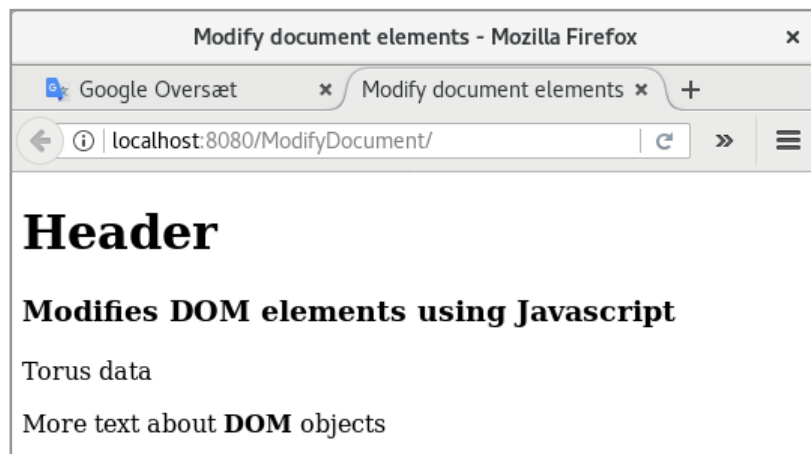 Modify document elements - Mozilla Firefox
Google Oversæt
Modify document elements
localhost:8080/ModifyDocument/
Header
Modifies DOM elements using Javascript
Torus data
More text about DOM objects